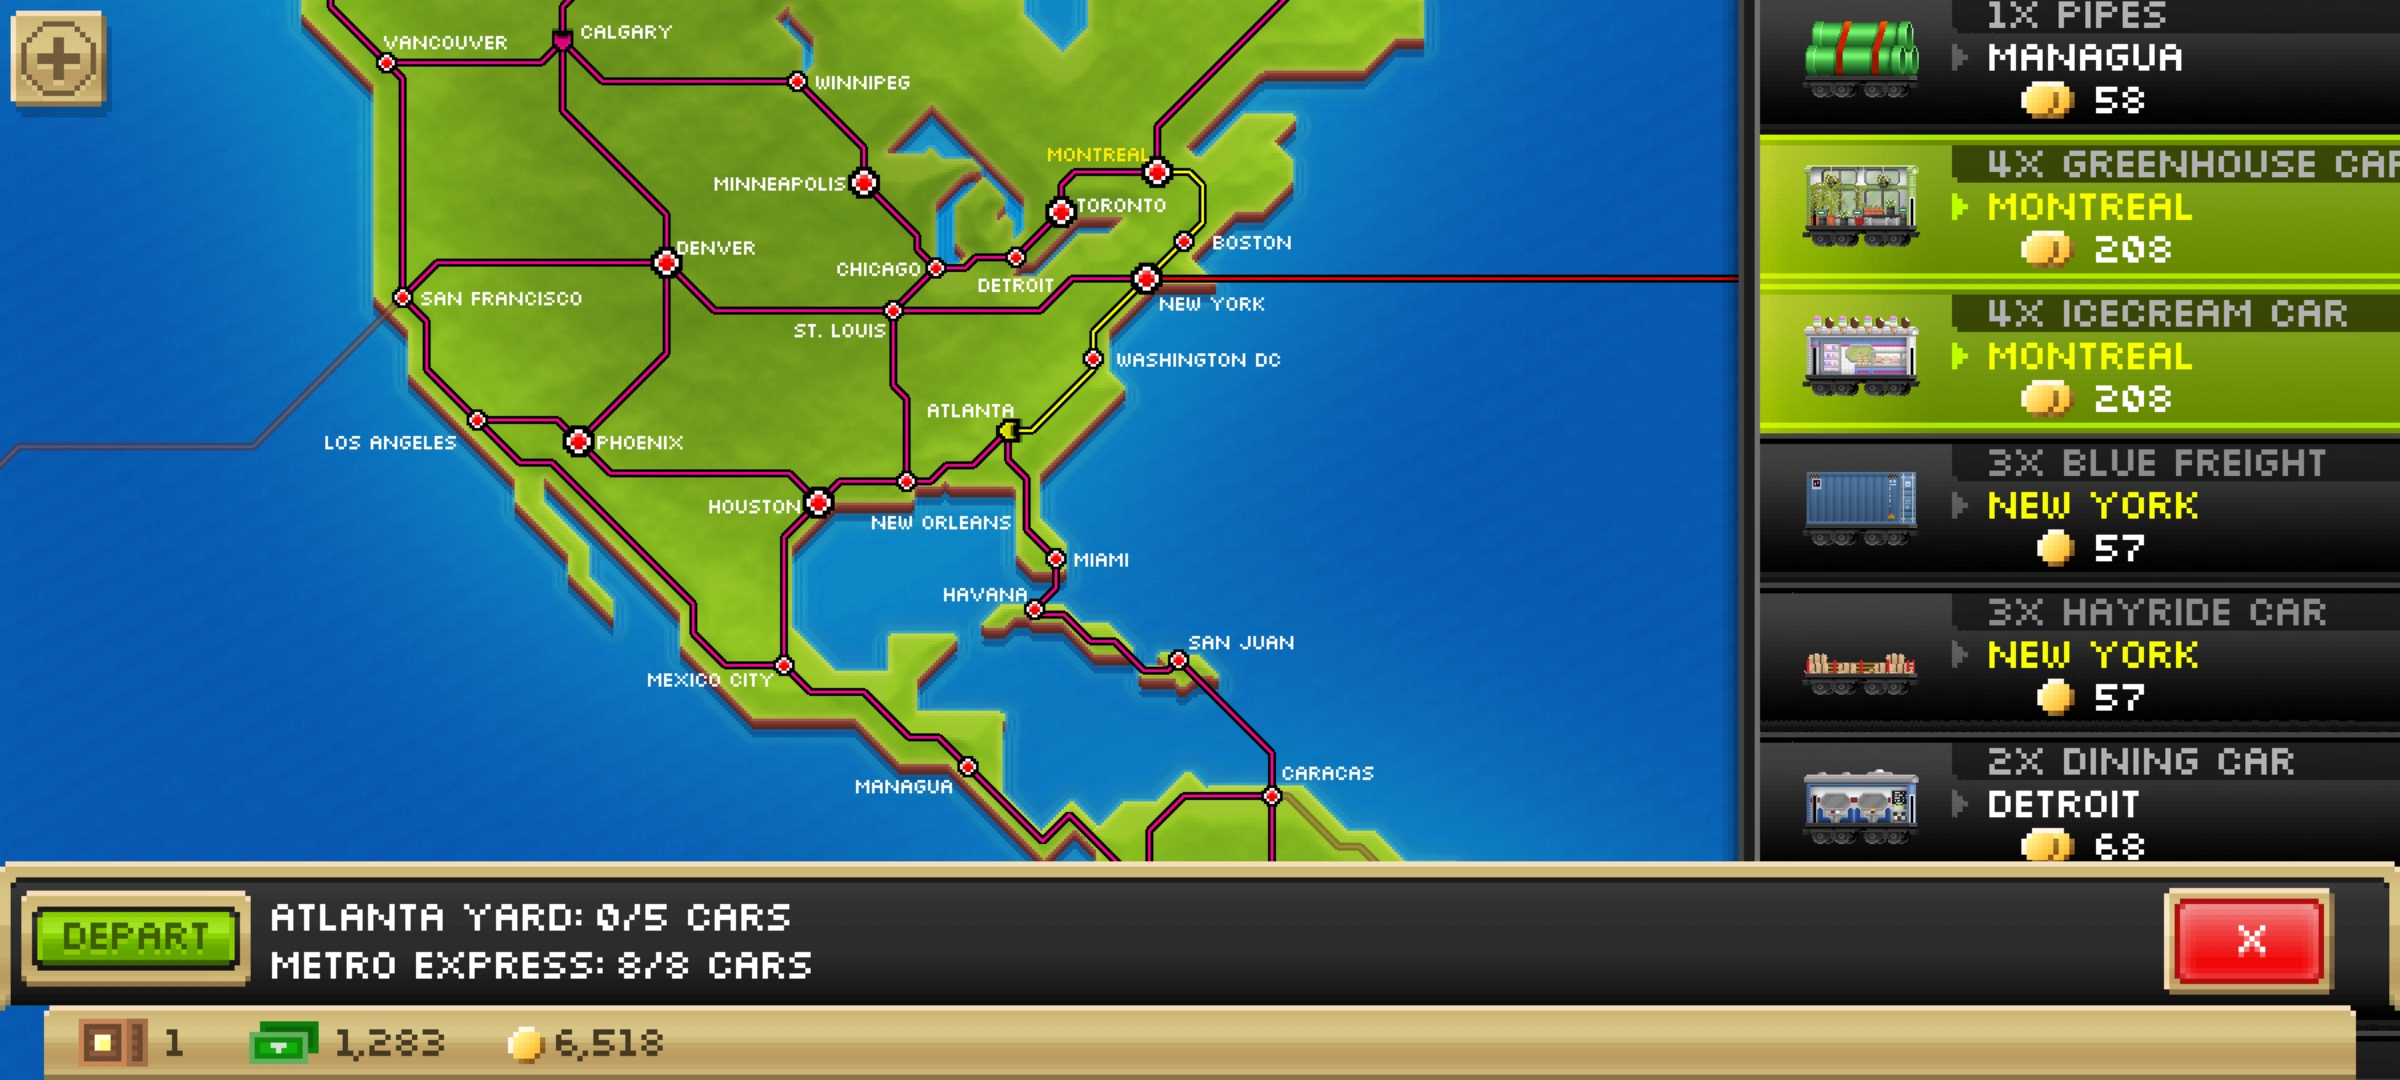 VANCOUVER
CALGARY
WINNIPEG
MINNEAPOLIS
MONTREAL
TORONTO
BOSTON
DENVER
CHICAGO
DETROIT
SAN FRANCISCO
NEW YORK
ST. LOUIS
WASHINGTON DC
ATLANTA
LOS ANGELES
PHOENIX
HOUSTON
NEW ORLEANS
MIAMI
HAVANA
SAN JUAN
MEXICO CITY
CARACAS
MANAGUA
1X PIPES
MANAGUA
58
4X GREENHOUSE CAR
MONTREAL
208
4X ICECREAM CAR
MONTREAL
208
3X BLUE FREIGHT
NEW YORK
57
3X HAYRIDE CAR
NEW YORK
57
2X DINING CAR
DETROIT
68
DEPART
ATLANTA YARD: 0/5 CARS
METRO EXPRESS: 8/8 CARS
X
1 1,283 6,518